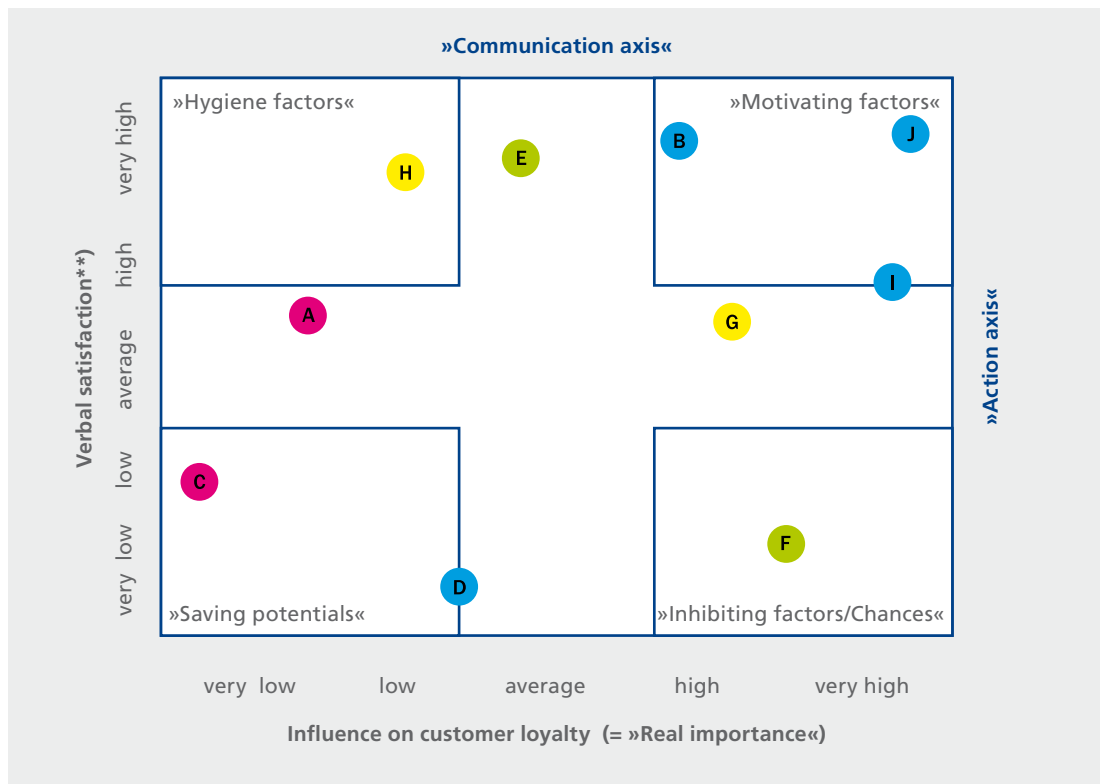 »Communication axis«
»Hygiene factors«
»Motivating factors«
B
J
E
H
very high
high
I
A
G
average
Verbal satisfaction**)
»Action axis«
low
C
F
very low
D
»Saving potentials«
»Inhibiting factors/Chances«
very low
low
average
high
very high
Influence on customer loyalty (= »Real importance«)